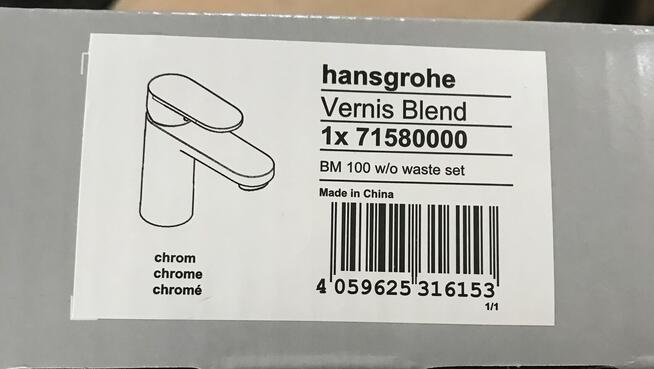 hansgrohe
Vernis Blend
1x 71580000
BM 100 w/o waste set
Made in China
4 059625 316153
1/1
chrom
chrome
chromé